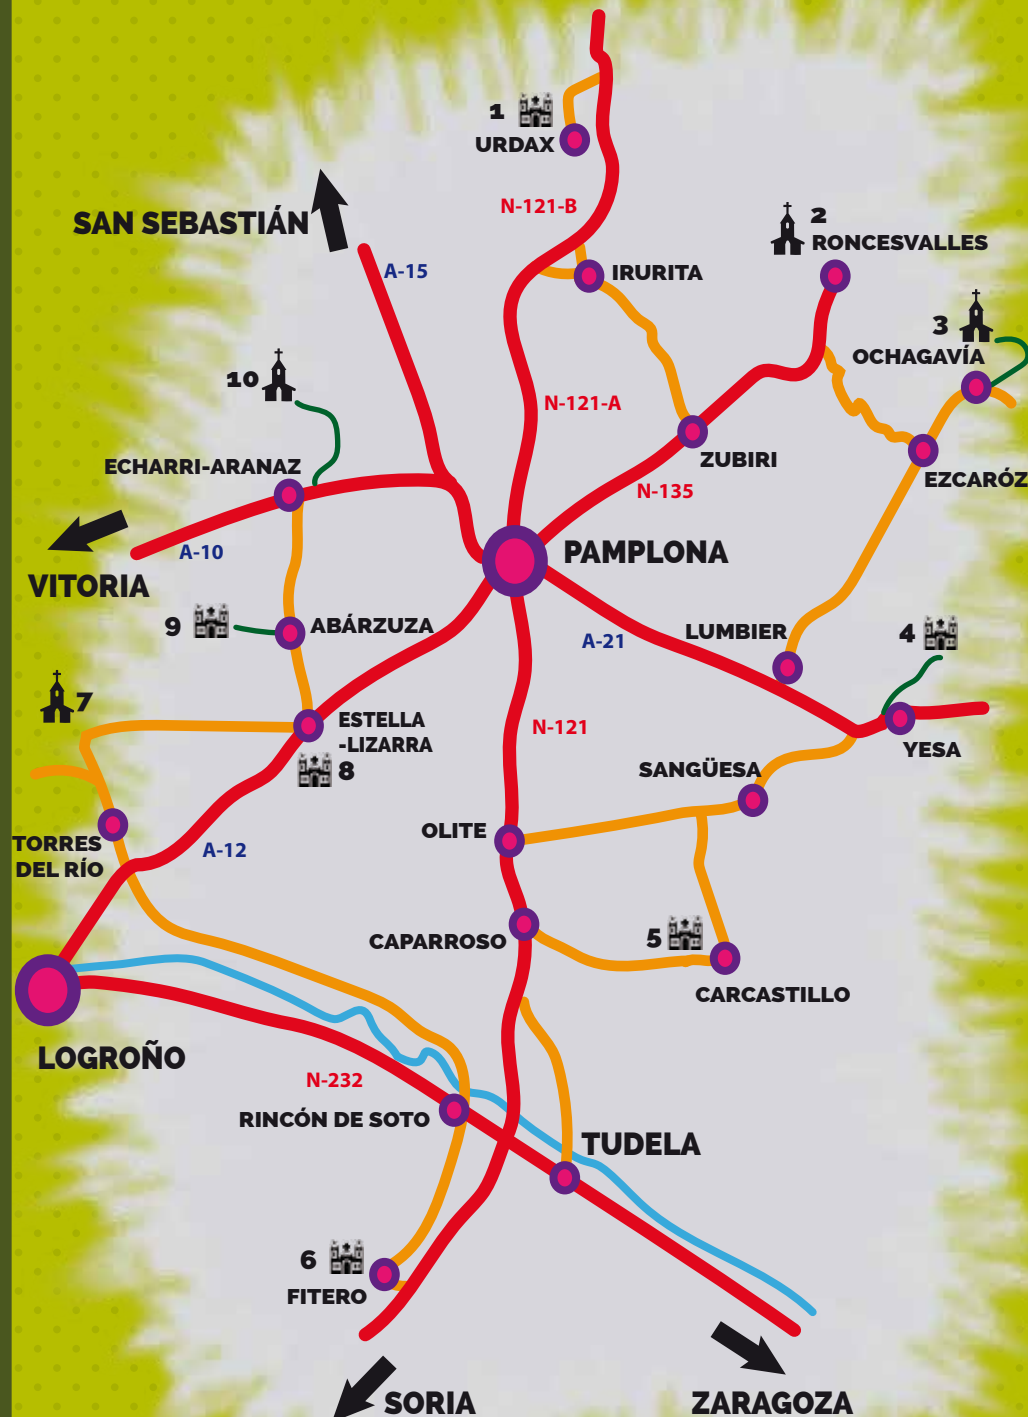 1
URDAX
N-121-B
SAN SEBASTIÁN
A-15
2
RONCESVALLES
IRURITA
3
OCHAGAVÍA
10
N-121-A
ECHARRI-ARANAZ
ZUBIRI
N-135
EZCARÓZ
A-10
PAMPLONA
VITORIA
9
ABÁRZUZA
A-21
LUMBIER
4
7
ESTELLA
-LIZARRA
8
N-121
YESA
SANGÜESA
OLITE
TORRES
DEL RÍO
A-12
CAPARROSO
5
CARCASTILLO
LOGROÑO
N-232
RINCÓN DE SOTO
TUDELA
6
FITERO
SORIA
ZARAGOZA